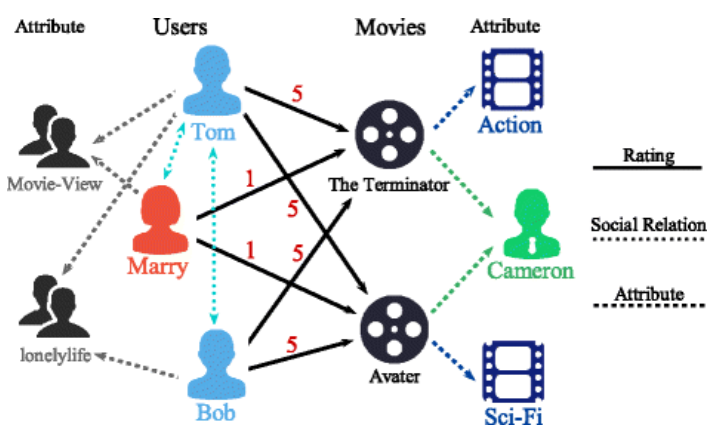 Attribute
Users
Movies
Attribute
5
Tom
Action
Movie-View
1
The Terminator
Rating
5
Social Relation
Marry
1
5
Cameron
Attribute
lonelylife
5
Avater
Bob
Sci-Fi